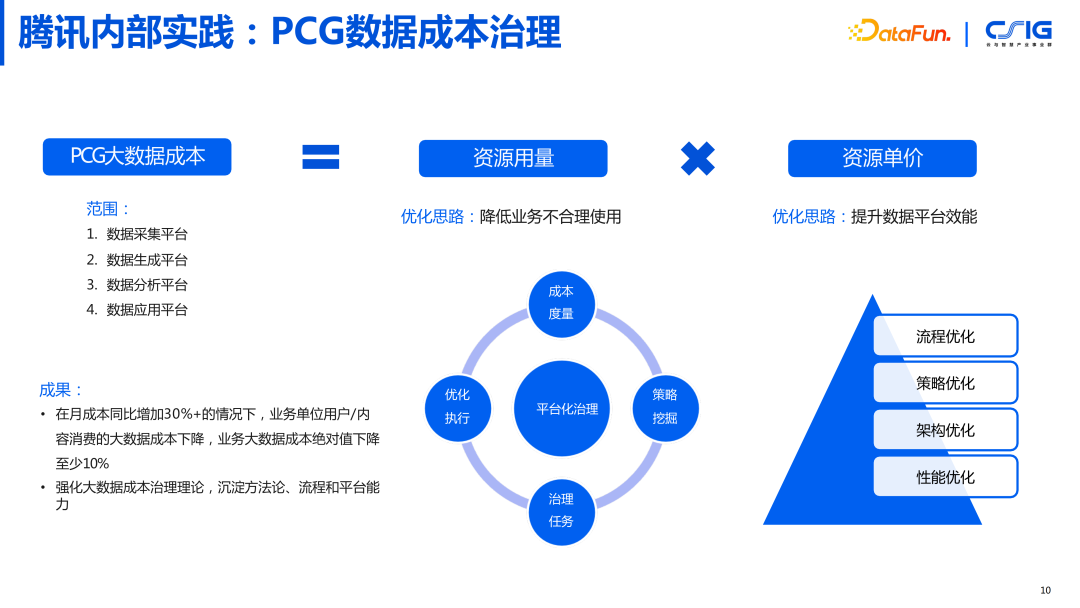 腾讯内部实践：PCG数据成本治理
DataFun.
CSIG
云与智慧产业事业群
PCG大数据成本
资源用量
资源单价
范围：
1. 数据采集平台
2. 数据生成平台
3. 数据分析平台
4. 数据应用平台
成果：
• 在月成本同比增加30%+的情况下，业务单位用户/内
容消费的大数据成本下降，业务大数据成本绝对值下降
至少10%
• 强化大数据成本治理理论，沉淀方法论、流程和平台能
力
优化思路：降低业务不合理使用
成本
度量
优化
执行
平台化治理
策略
挖掘
治理
任务
优化思路：提升数据平台效能
流程优化
策略优化
架构优化
性能优化
10